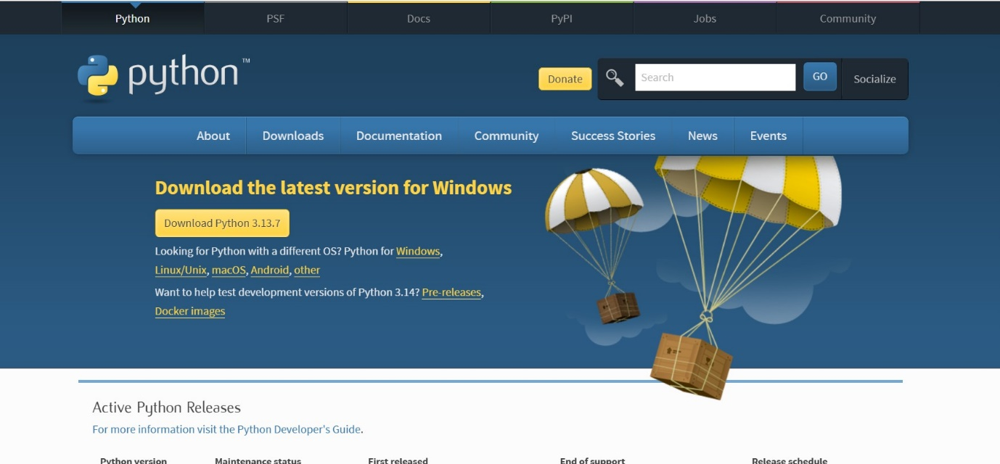 Python PSF Docs PyPI Jobs Community
python™
Donate Search GO Socialize
About Downloads Documentation Community Success Stories News Events
Download the latest version for Windows
Download Python 3.13.7
Looking for Python with a different OS? Python for Windows,
Linux/Unix, macOS, Android, other
Want to help test development versions of Python 3.14? Pre-releases,
Docker images
Active Python Releases
For more information visit the Python Developer's Guide.
Python version Maintenance status First released End of support Release schedule